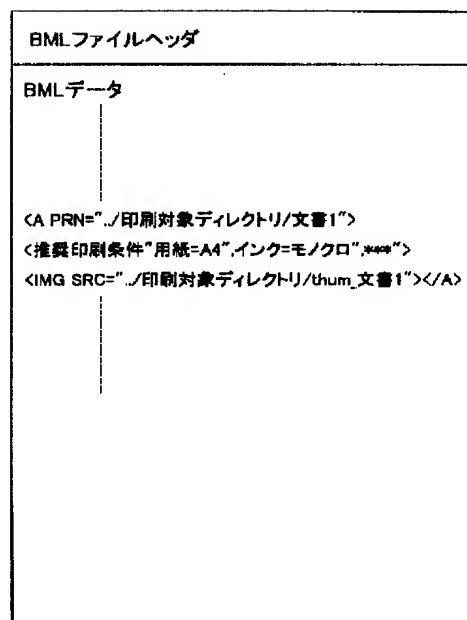 BMLファイルヘッダ
BMLデータ
<A PRN="../印刷対象ディレクトリ/文書1">
<推奨印刷条件"用紙=A4",インク=モノクロ",***">
<IMG SRC="../印刷対象ディレクトリ/thum_文書1"></A>